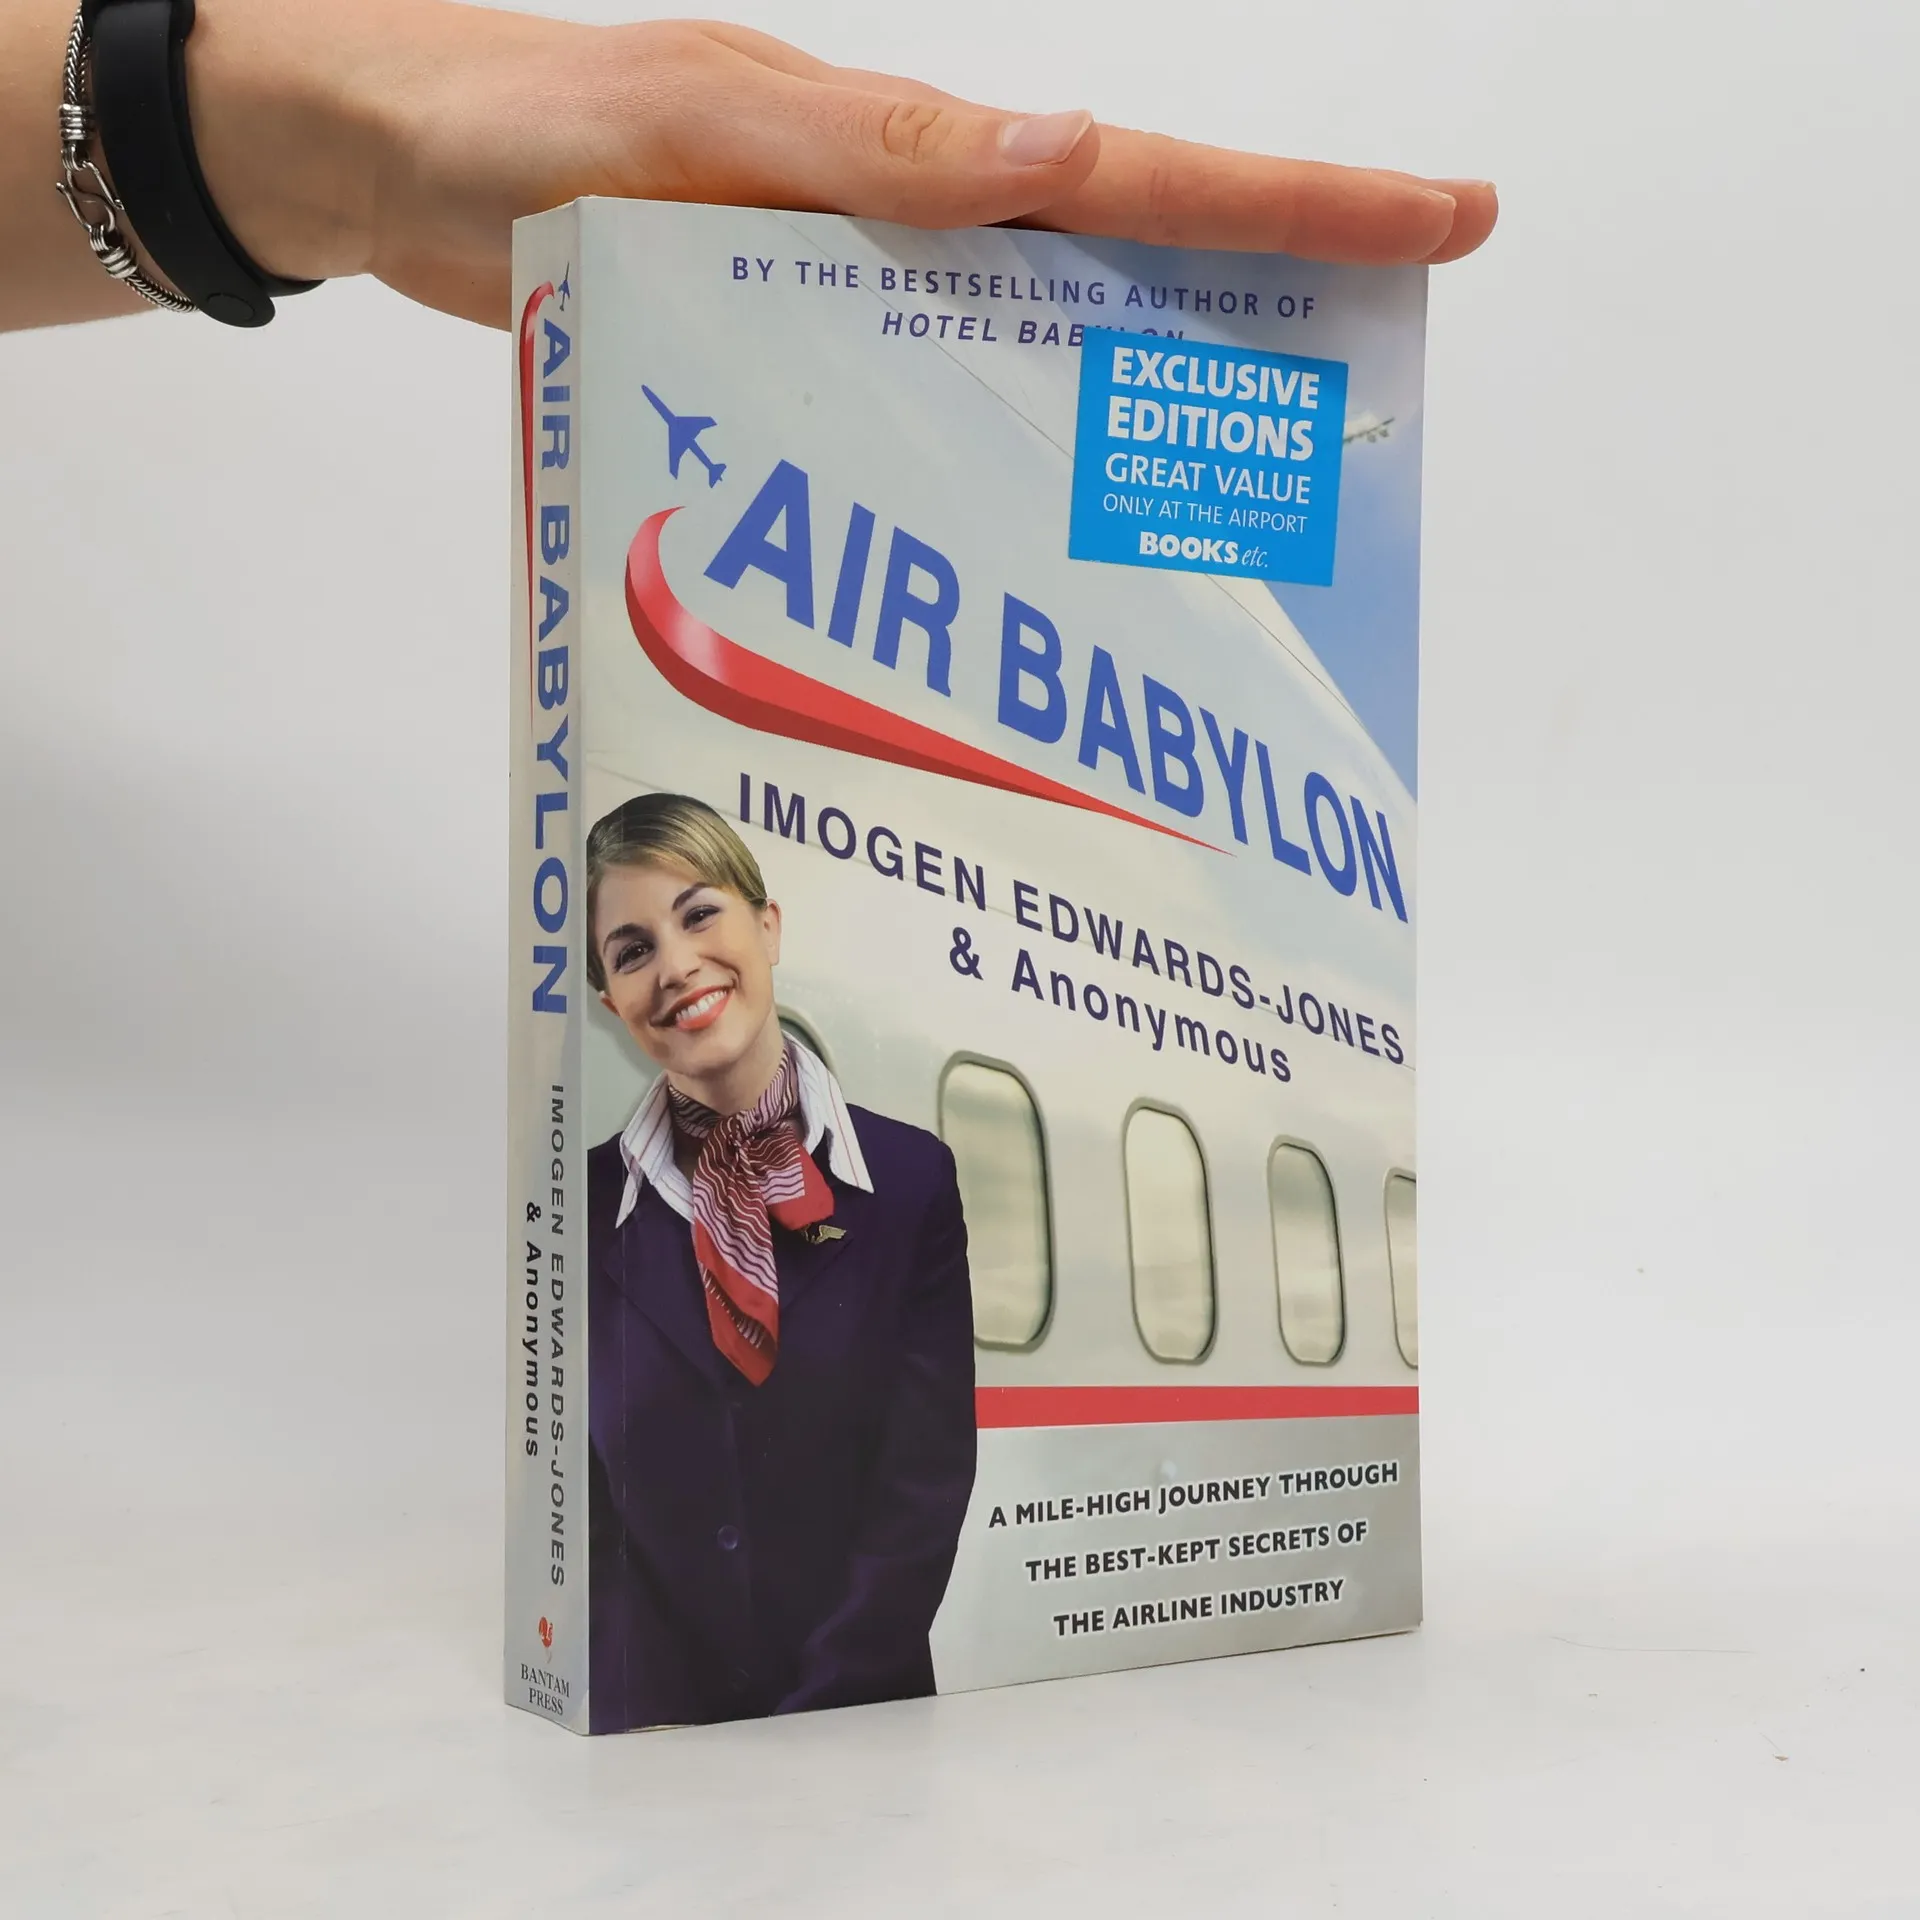 BY THE BESTSELLING AUTHOR OF
HOTEL BABYLON
EXCLUSIVE
EDITIONS
GREAT VALUE
ONLY AT THE AIRPORT
BOOKS etc.
AIR BABYLON
IMOGEN EDWARDS-JONES
& Anonymous
A MILE-HIGH JOURNEY THROUGH
THE BEST-KEPT SECRETS OF
THE AIRLINE INDUSTRY
AIR BABYLON
IMOGEN EDWARDS-JONES
& Anonymous
BANTAM
PRESS